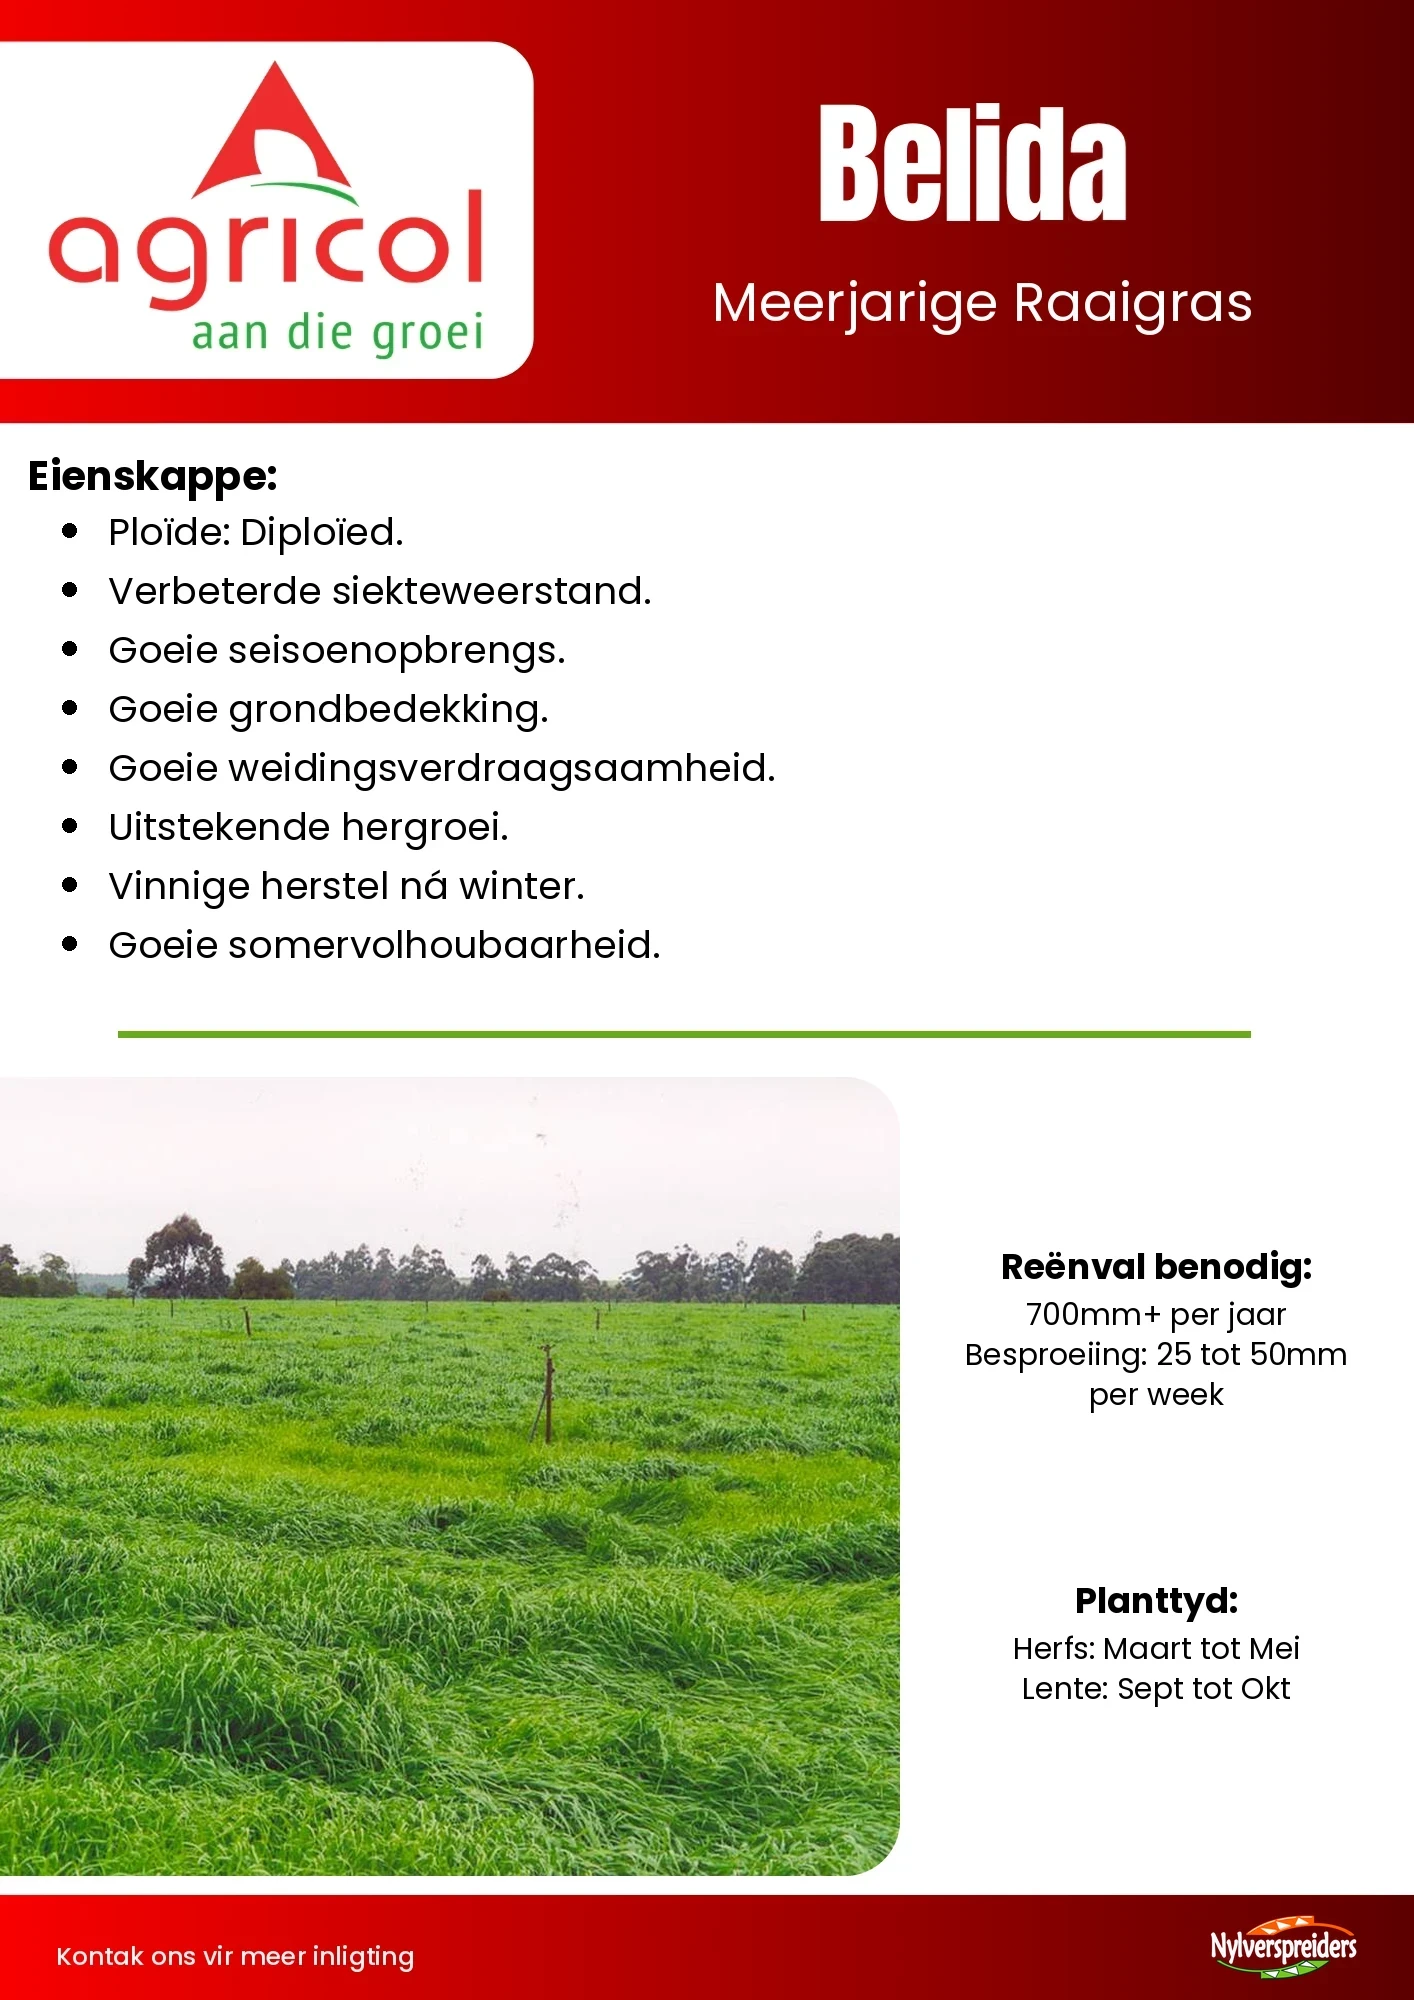 agricol
aan die groei
Belida
Meerjarige Raaigras
Eienskappe:
Ploïde: Diploïed.
Verbeterde siekteweerstand.
Goeie seisoenopbrengs.
Goeie grondbedekking.
Goeie weidingsverdraagsaamheid.
Uitstekende hergroei.
Vinnige herstel ná winter.
Goeie somervolhoubaarheid.
Reënval benodig:
700mm+ per jaar
Besproeiing: 25 tot 50mm
per week
Planttyd:
Herfs: Maart tot Mei
Lente: Sept tot Okt
Kontak ons vir meer inligting
Nylverspreiders